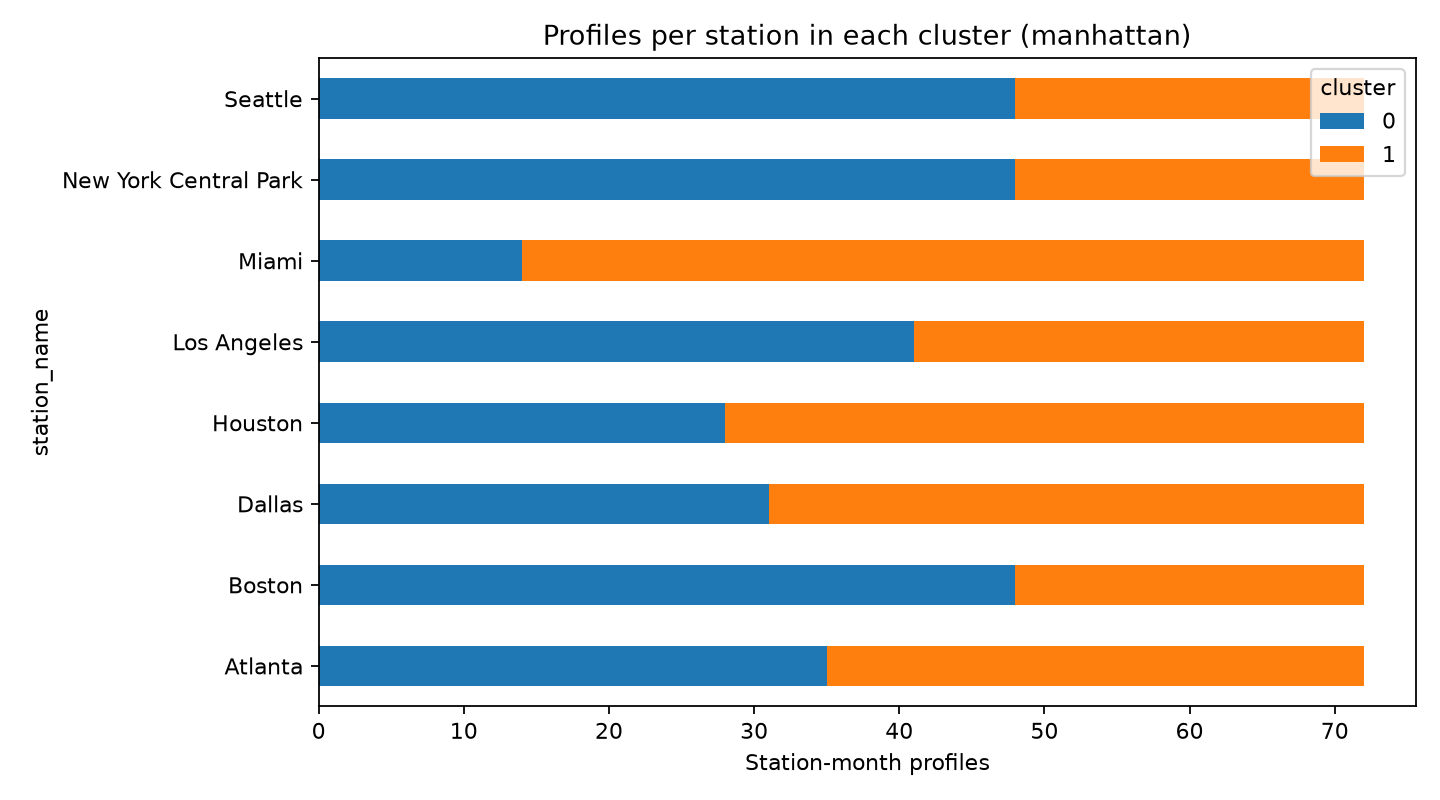 Profiles per station in each cluster (manhattan)
cluster
0
1
Seattle
New York Central Park
Miami
Los Angeles
Houston
Dallas
Boston
Atlanta
station_name
0 10 20 30 40 50 60 70
Station-month profiles